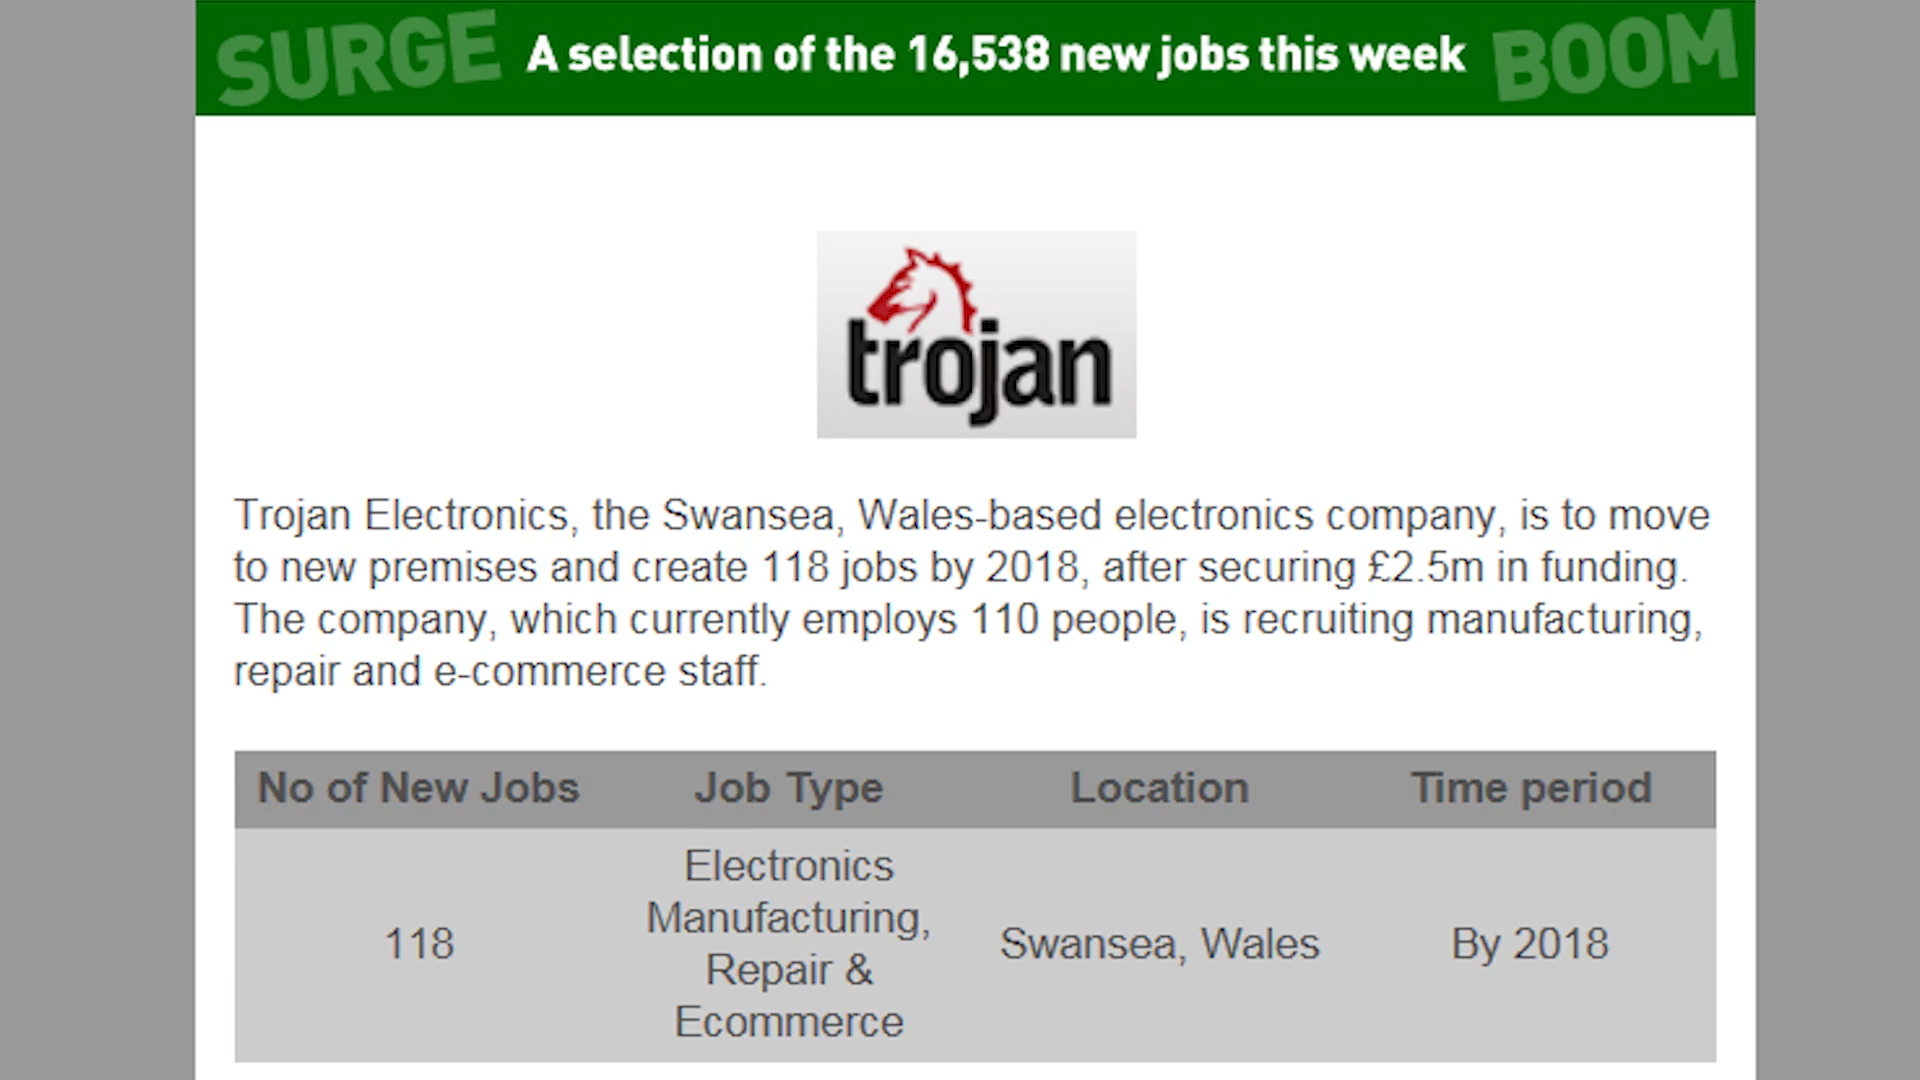 SURGE A selection of the 16,538 new jobs this week BOOM
trojan
Trojan Electronics, the Swansea, Wales-based electronics company, is to move
to new premises and create 118 jobs by 2018, after securing £2.5m in funding.
The company, which currently employs 110 people, is recruiting manufacturing,
repair and e-commerce staff.
No of New Jobs Job Type Location Time period
Electronics
Manufacturing,
118 Swansea, Wales By 2018
Repair &
Ecommerce